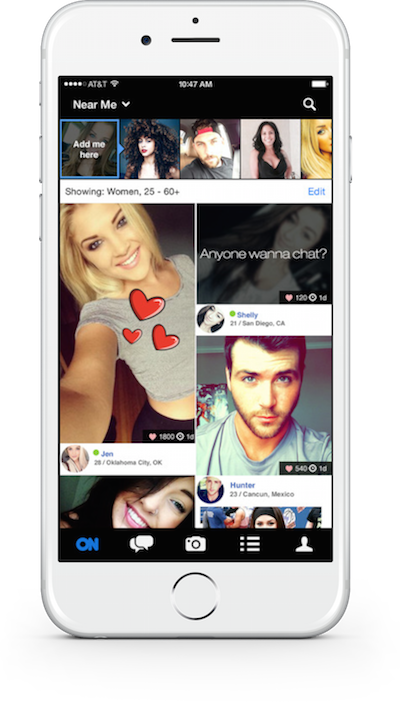 AT&T
10:47 AM
Near Me
Add me
here
Showing: Women, 25 - 60+
Edit
Anyone wanna chat?
120 1d
Shelly
21 / San Diego, CA
1800 1d
Jen
28 / Oklahoma City, OK
540 1d
Hunter
23 / Cancun, Mexico
ON